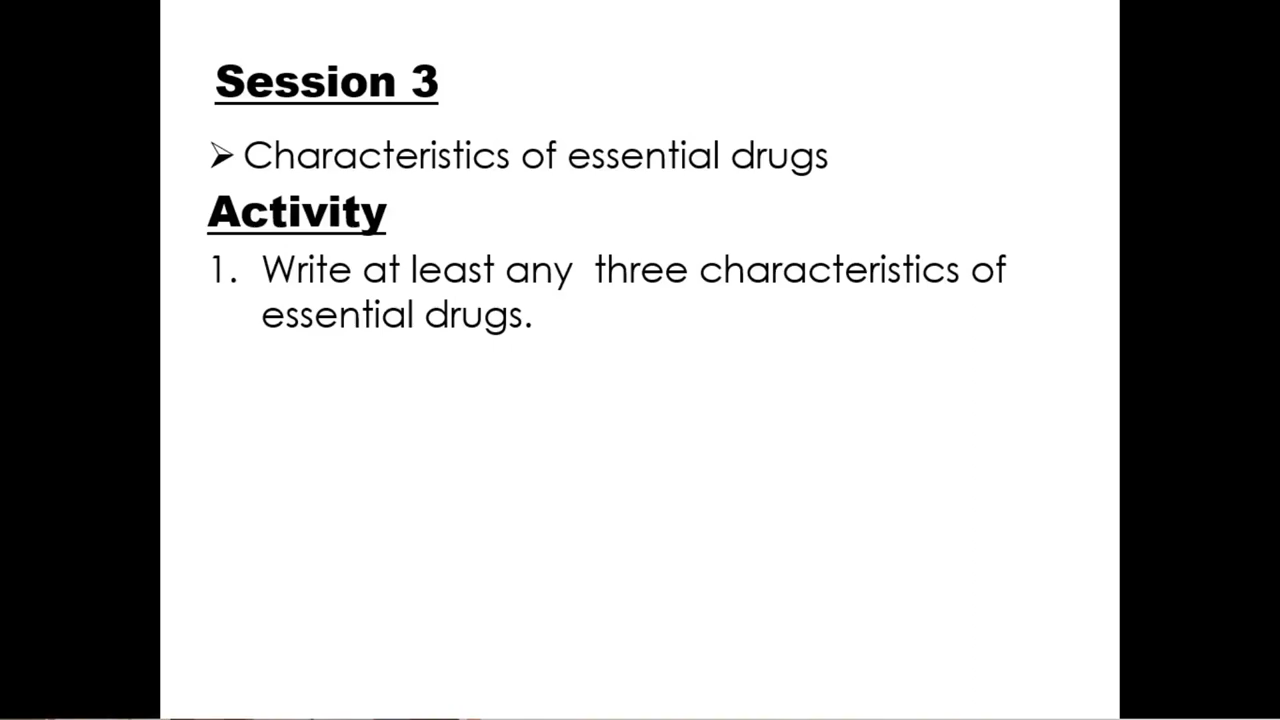 Session 3
➢ Characteristics of essential drugs
Activity
1. Write at least any  three characteristics of
essential drugs.